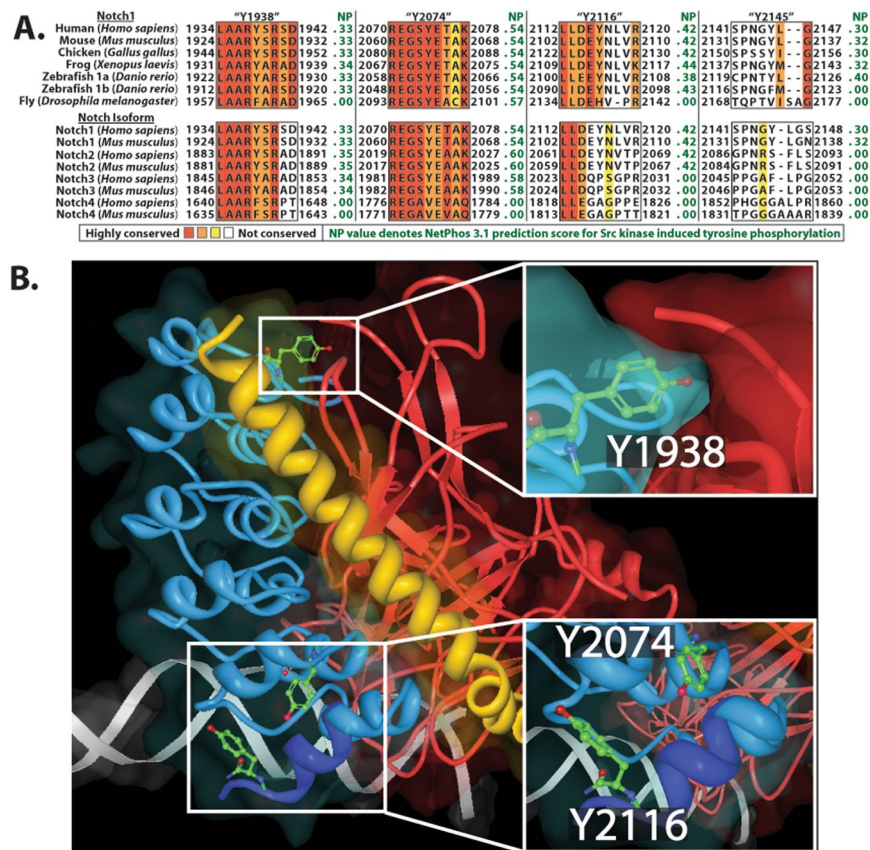 A.
Notch1 "Y1938" NP "Y2074" NP "Y2116" NP "Y2145" NP
Human (Homo sapiens) 1934 LAARYSRSD 1942 .33 2070 REGSYETAK 2078 .54 2112 LLDEYNLVR 2120 .42 2141 SPNGYL--G 2147 .30
Mouse (Mus musculus) 1924 LAARYSRSD 1932 .33 2060 REGSYETAK 2068 .54 2102 LLDEYNLVR 2110 .42 2131 SPNGYL--G 2137 .32
Chicken (Gallus gallus) 1944 LAARYSRSD 1952 .33 2080 REGSYETAK 2088 .54 2122 LLDEYNLVR 2130 .42 2150 2156 .30
Frog (Xenopus laevis) 1931 1939 .34 2067 REGSYETAK 2075 .54 2109 LLDEYNLVR 2117 .44
Zebrafish 1a (Danio rerio) 1922 1930 .34 2058 REGSYETAK 2066 .54 2100 LLDEYNLVR 2108 .38 2119 2126 .40
Zebrafish 1b (Danio rerio) 1912 1920 .33 2048 REGSYETAK 2056 .54 2090 LIDEYNLVR 2098 .43 2117 2123 .26
Fly (Drosophila melanogaster) 1957 LAARFARAD 1965 .00 2093 REGSYEACK 2101 .57 2134 LLDEHV-PR 2142 .00 2168 TQPTVISAG 2177 .00
Notch Isoform
Notch1 (Homo sapiens) 1934 LAARYSRSD 1942 .33 2070 REGSYETAK 2078 .54 2112 LLDEYNLVR 2120 .42 2141 SPNGY-LGS 2148 .30
Notch1 (Mus musculus) 1924 LAARYSRSD 1932 .33 2060 REGSYETAK 2068 .54 2102 LLDEYNLVR 2110 .42 2131 SPNGY-LGN 2138 .32
Notch2 (Homo sapiens) 1883 LAARYSRAD 1891 .35 2019 REGSYEAAK 2027 .60 2061 LLDEYNVTP 2069 .42 2086 GPNRS-FLS 2093 .00
Notch2 (Mus musculus) 1881 LAARYSRAD 1889 .35 2017 REGSYEAAK 2025 .60 2059 LLDEYNVTP 2067 .42 2084 GPNRS-FLS 2091 .00
Notch3 (Homo sapiens) 1845 LAARYARAD 1853 .34 1981 REGSYEAAK 1989 .58 2023 LLDQPSGPR 2031 .00 2045 PPGAF-LPG 2052 .00
Notch3 (Mus musculus) 1846 LAARYARAD 1854 .34 1982 REGSYEAAK 1990 .58 2024 LLDQPSGPR 2032 .00 2046 PPGAF-LPG 2053 .00
Notch4 (Homo sapiens) 1640 LAARFSRPT 1648 .00 1776 REGAVEVAQ 1784 .00 1818 LLEGAGPPE 1826 .00 1852 PHGGGALPR 1860 .00
Notch4 (Mus musculus) 1635 LAARFSRPT 1643 .00 1771 REGAVEVAQ 1779 .00 1813 LLEGAGPTT 1821 .00 1831 TPGGGAAAR 1839 .00
Highly conserved Not conserved NP value denotes NetPhos 3.1 prediction score for Src kinase induced tyrosine phosphorylation
B.
Y1938
Y2074
Y2116